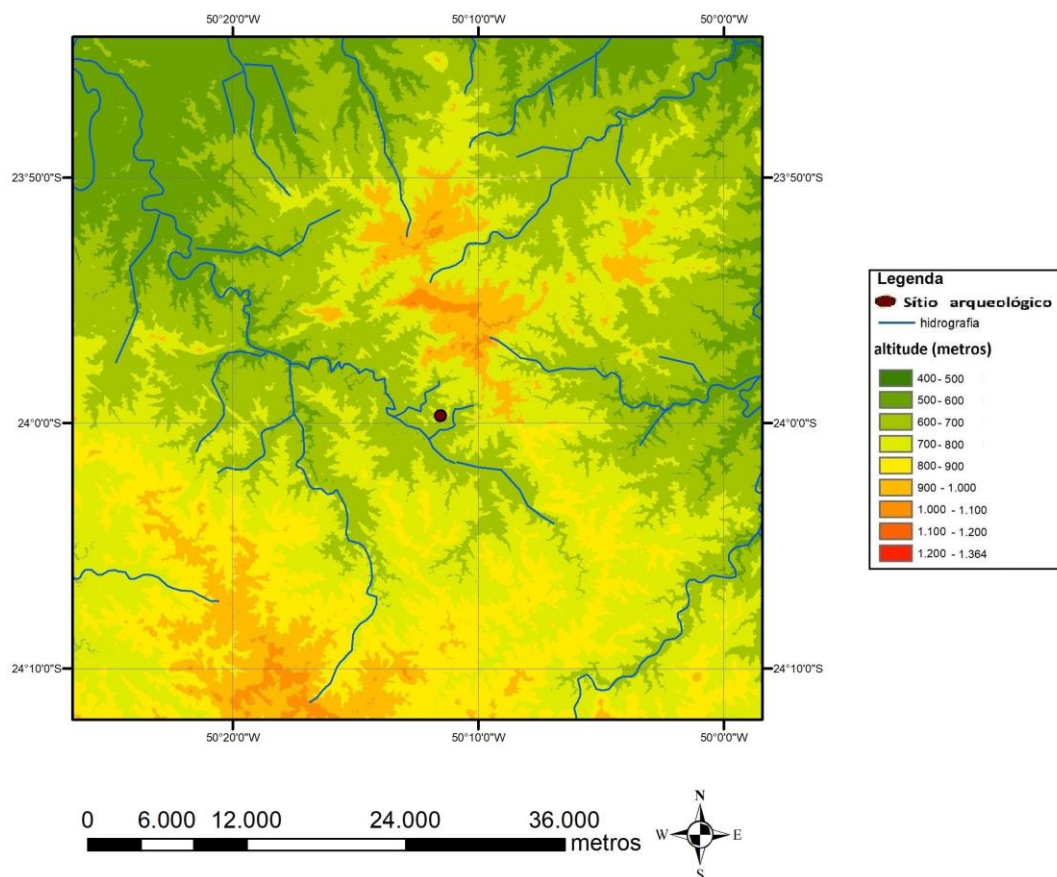 50°20'0"W 50°10'0"W 50°0'0"W
23°50'0"S 23°50'0"S
24°0'0"S 24°0'0"S
24°10'0"S 24°10'0"S
50°20'0"W 50°10'0"W 50°0'0"W
Legenda
Sítio arqueológico
hidrografia
altitude (metros)
400 - 500
500 - 600
600 - 700
700 - 800
800 - 900
900 - 1.000
1.000 - 1.100
1.100 - 1.200
1.200 - 1.364
0 6.000 12.000 24.000 36.000
metros
N
W E
S